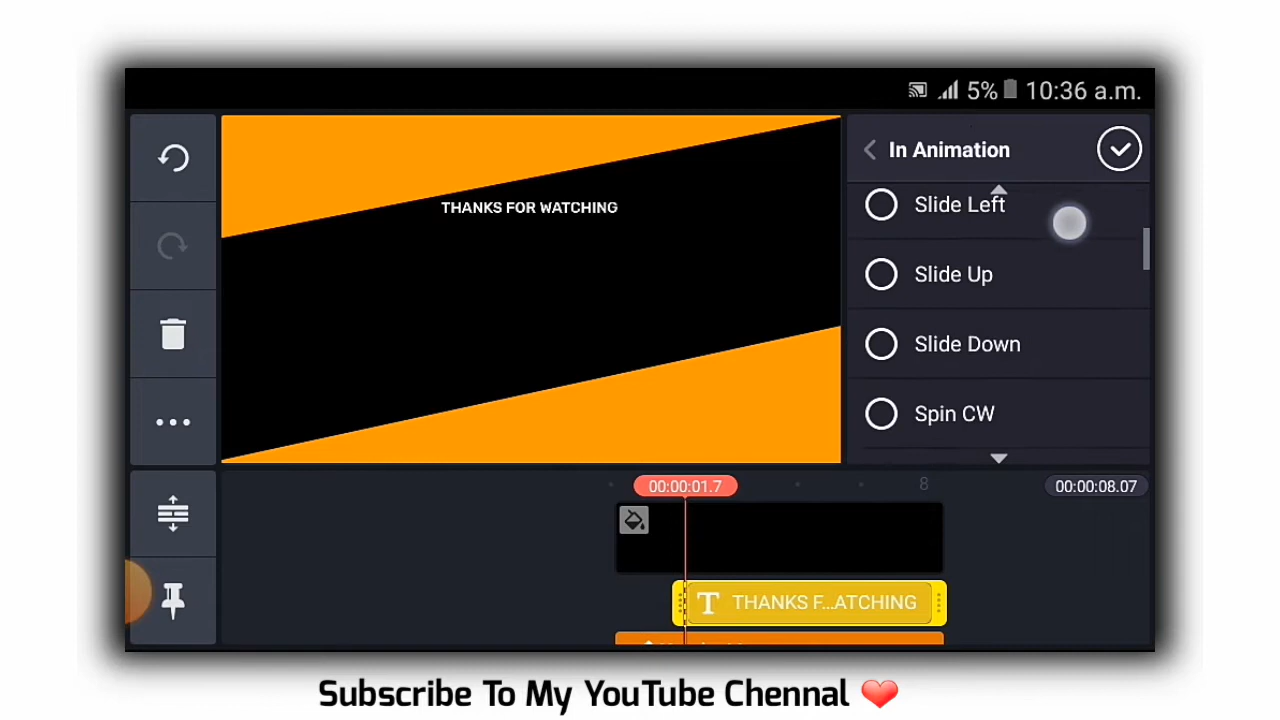 5% 10:36 a.m.
In Animation
THANKS FOR WATCHING
Slide Left
Slide Up
Slide Down
Spin CW
00:00:01.7
8
00:00:08.07
T THANKS F...ATCHING
Subscribe To My YouTube Chennal ❤